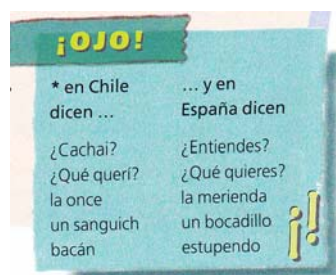 ¡OJO!
* en Chile
dicen ...
... y en
España dicen
¿Cachai?
¿Entiendes?
¿Qué querí?
¿Qué quieres?
la once
la merienda
un sanguich
un bocadillo
bacán
estupendo
¡!